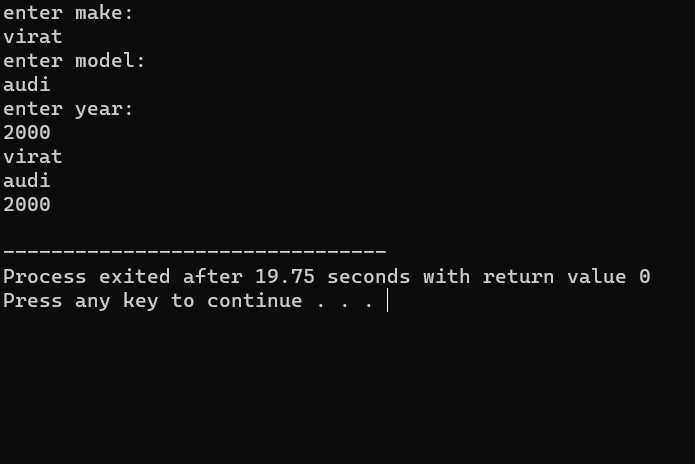 enter make:
virat
enter model:
audi
enter year:
2000
virat
audi
2000

--------------------------------
Process exited after 19.75 seconds with return value 0
Press any key to continue . . .